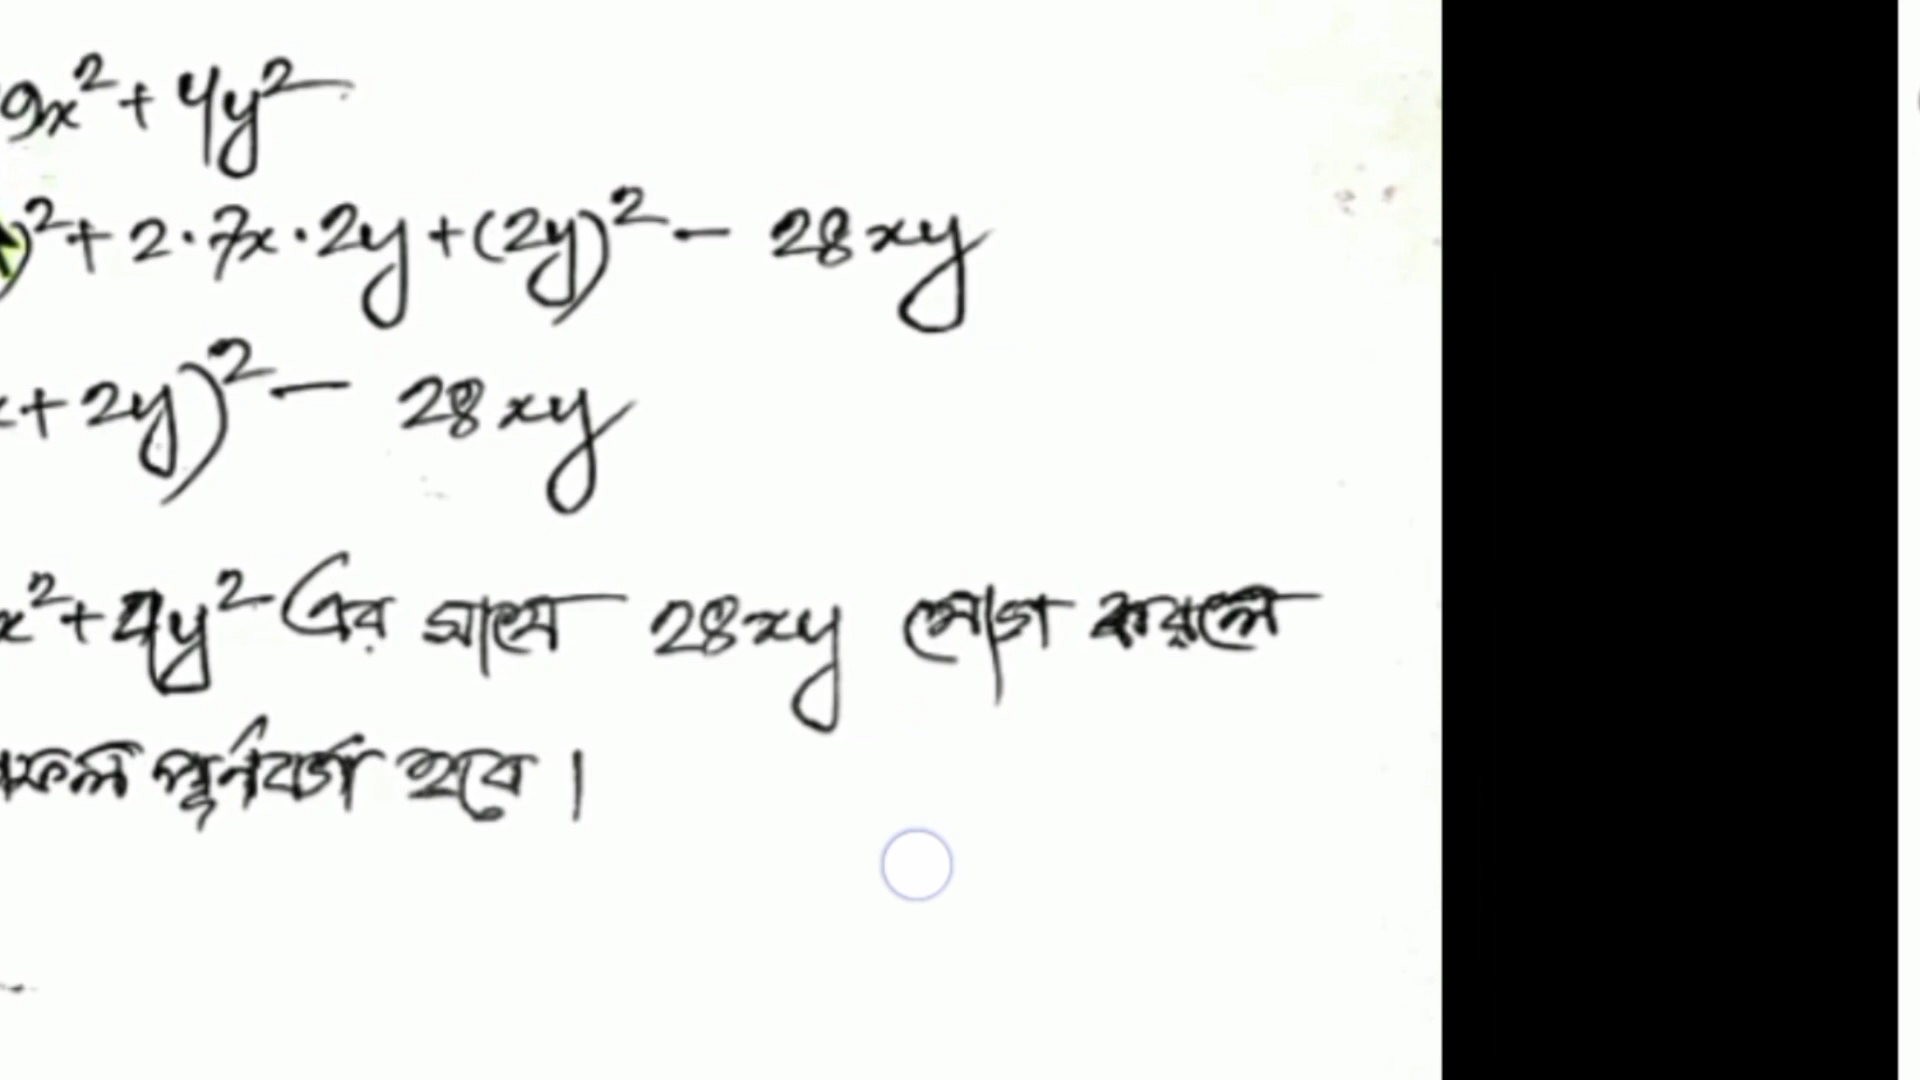 9x² + 4y²
)² + 2·7x·2y + (2y)² - 28xy
x + 2y)² - 28xy
x² + 4y² এর সাথে 28xy যোগ করলে
ফল পূর্নবর্গ হবে।